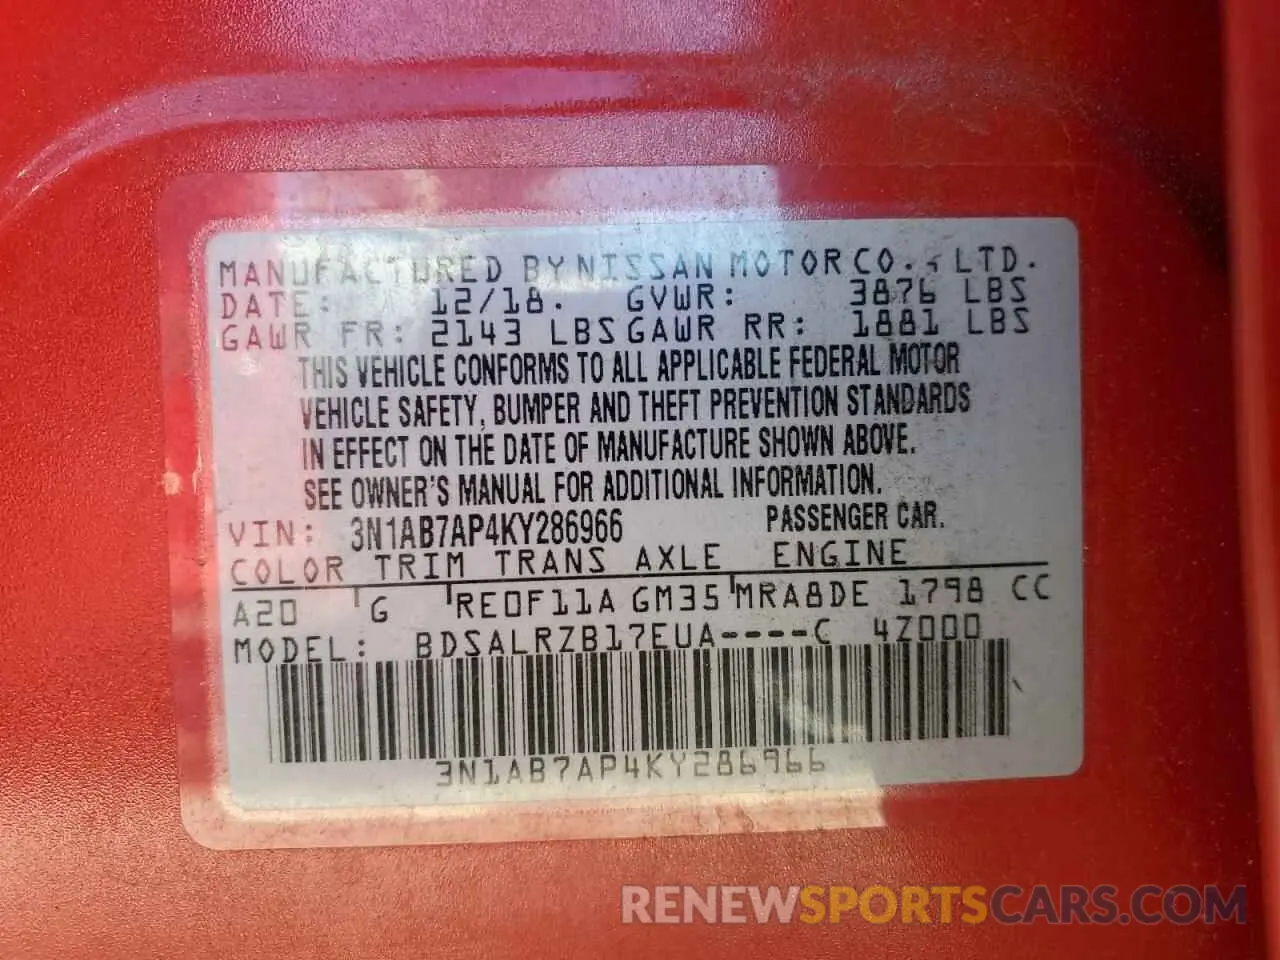 MANUFACTURED BY NISSAN MOTOR CO., LTD.
DATE: 12/18. GVWR: 3876 LBS
GAWR FR: 2143 LBS GAWR RR: 1881 LBS
THIS VEHICLE CONFORMS TO ALL APPLICABLE FEDERAL MOTOR
VEHICLE SAFETY, BUMPER AND THEFT PREVENTION STANDARDS
IN EFFECT ON THE DATE OF MANUFACTURE SHOWN ABOVE.
SEE OWNER'S MANUAL FOR ADDITIONAL INFORMATION.
VIN: 3N1AB7AP4KY286966 PASSENGER CAR.
COLOR TRIM TRANS AXLE ENGINE
A20 G RE0F11A GM35 MRA8DE 1798 CC
MODEL: BDSALRZB17EUA----C 4Z000
3N1AB7AP4KY286966
RENEWSPORTSCARS.COM